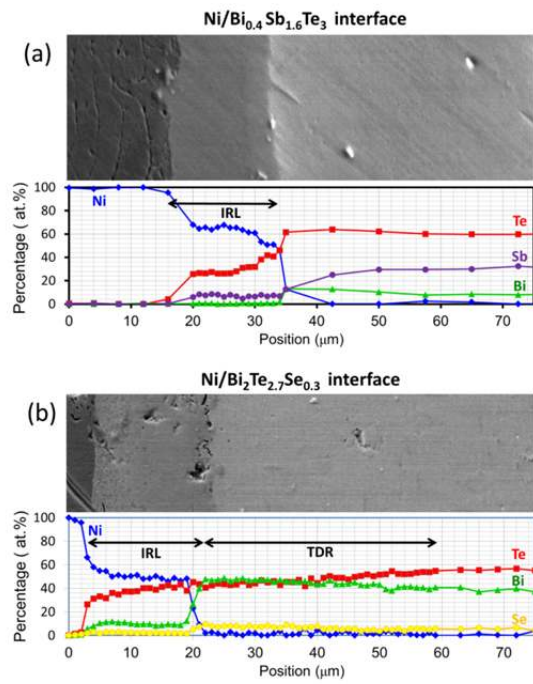 Ni/Bi0.4 Sb1.6Te3 interface
(a)
100
80
60
40
20
0
Percentage ( at.%)
Ni
IRL
Te
Sb
Bi
0 10 20 30 40 50 60 70
Position (μm)
Ni/Bi2Te2.7Se0.3 interface
(b)
100
80
60
40
20
0
Percentage ( at.%)
Ni
IRL
TDR
Te
Bi
Se
0 10 20 30 40 50 60 70
Position (μm)